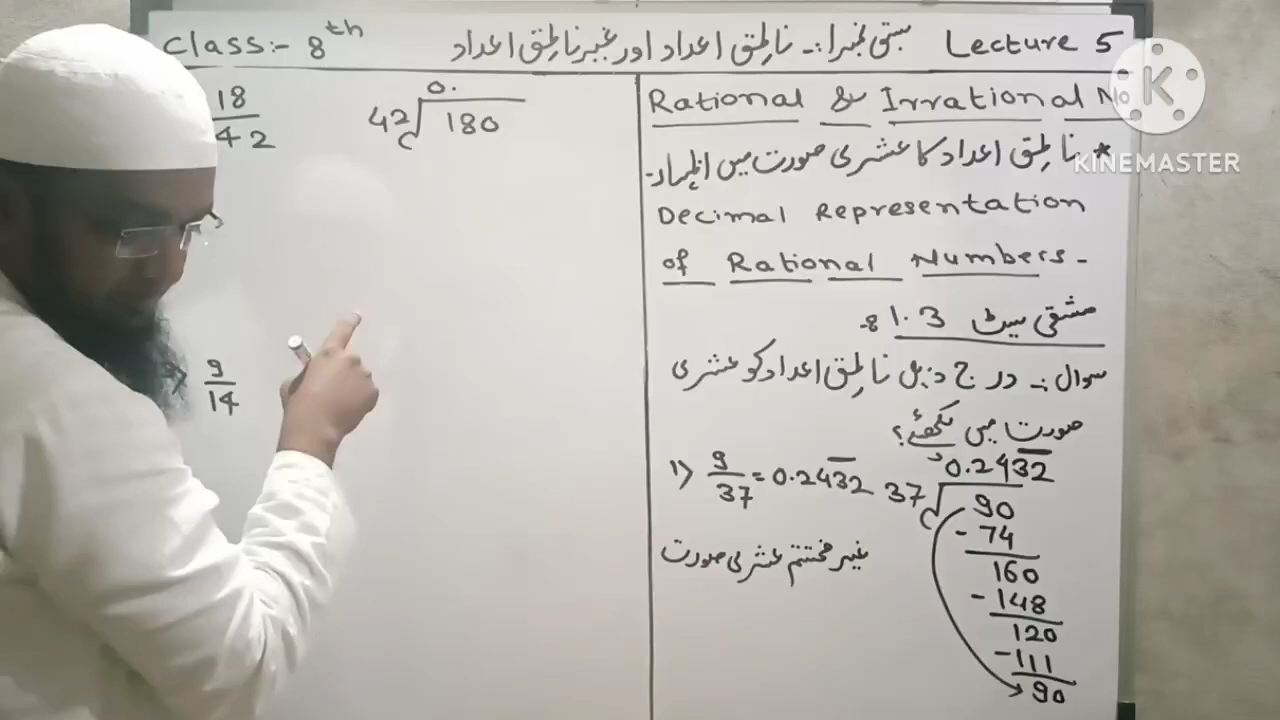 Class:- 8th سبق نمبر1:- ناطق اعداد اور غیر ناطق اعداد Lecture 5
Rational & Irrational No
* ناطق اعداد کا عشری صورت میں اظہار-
Decimal Representation
of Rational Numbers-
مشقی سیٹ 1.3 :-
سوال :- درج ذیل ناطق اعداد کو عشری
صورت میں لکھئے؟
1) 9/37 = 0.2432
0.2432
37 90
- 74
160
- 148
120
- 111
90
غیر مختتم عشری صورت
18/42
0.
42 180
9/14
K
KINEMASTER